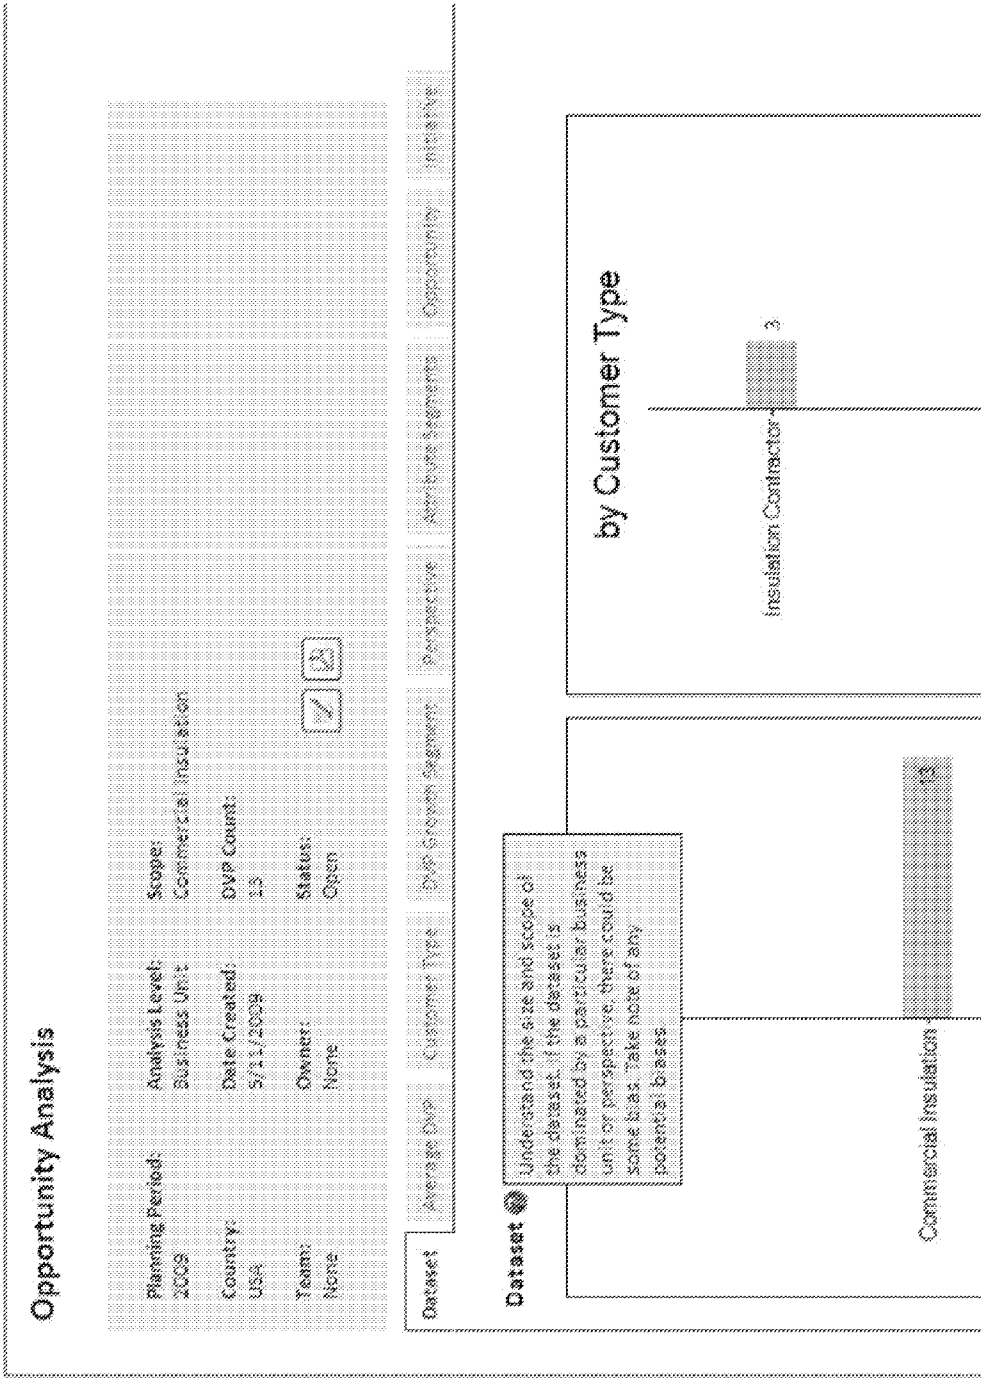 Opportunity Analysis
Planning Period:
2009
Analysis Level:
Business Unit
Scope:
Commercial Insulation
Country:
USA
Date Created:
5/11/2009
DVP Count:
13
Team:
None
Owner:
None
Status:
Open
Dataset
Average DVP
Customer Type
DVP Growth Segment
Perspective
Attribute Segments
Opportunity
Initiative
Dataset
Understand the size and scope of
the dataset. If the dataset is
dominated by a particular business
unit or perspective, there could be
some bias. Take note of any
potential biases
Commercial Insulation
13
by Customer Type
Insulation Contractor
3